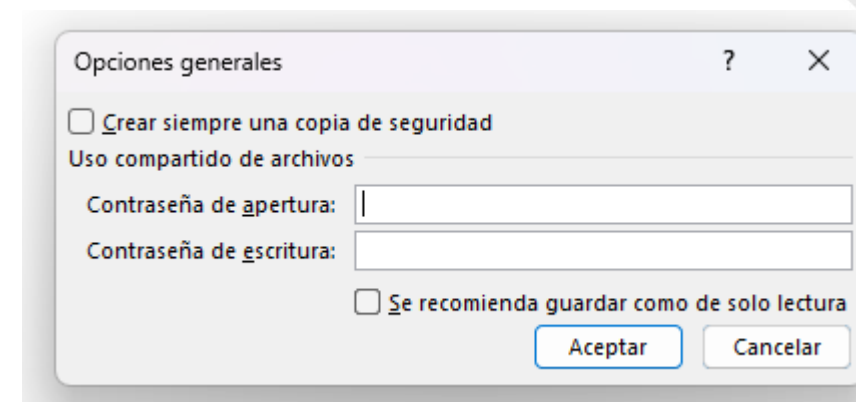 Opciones generales ?
Crear siempre una copia de seguridad
Uso compartido de archivos
Contraseña de apertura:
Contraseña de escritura:
Se recomienda guardar como de solo lectura
Aceptar Cancelar